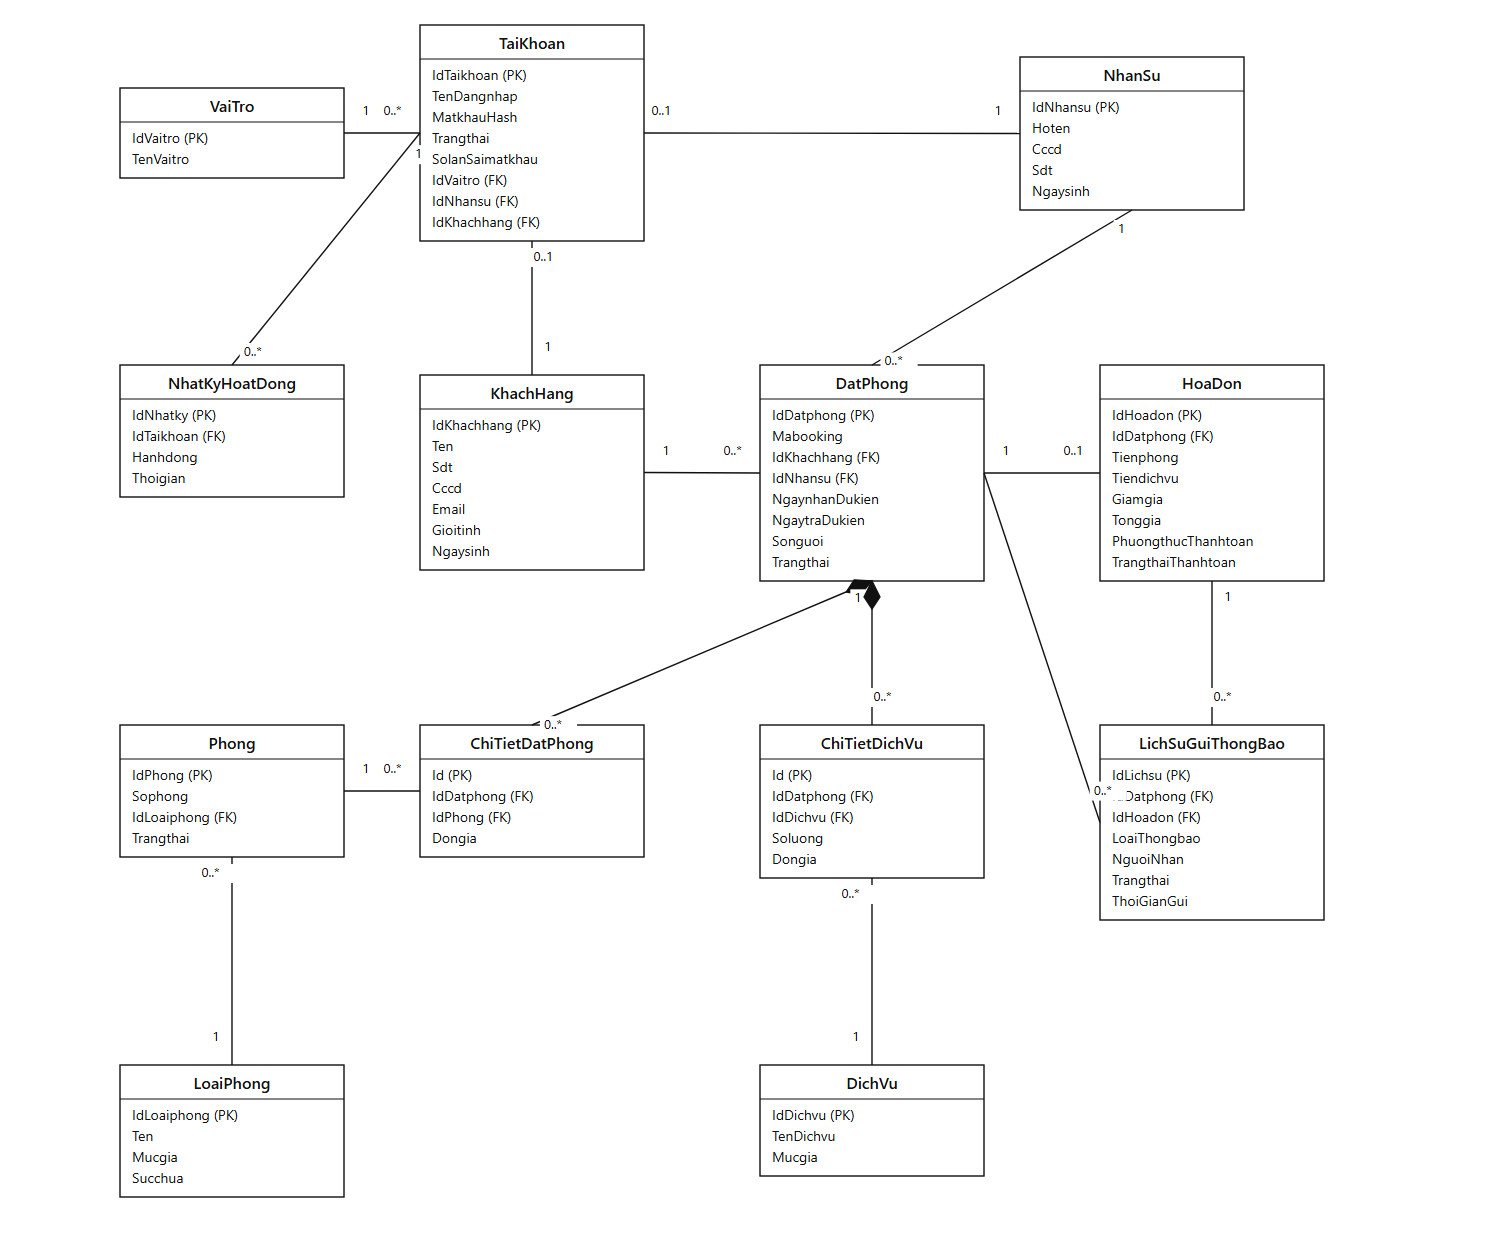 TaiKhoan
IdTaikhoan (PK)
TenDangnhap
MatkhauHash
Trangthai
SolanSaimatkhau
IdVaitro (FK)
IdNhansu (FK)
IdKhachhang (FK)
NhanSu
IdNhansu (PK)
Hoten
Cccd
Sdt
Ngaysinh
VaiTro
IdVaitro (PK)
TenVaitro
1 0..*
0..1 1
1
0..1
1
1
0..*
0..*
NhatKyHoatDong
IdNhatky (PK)
IdTaikhoan (FK)
Hanhdong
Thoigian
KhachHang
IdKhachhang (PK)
Ten
Sdt
Cccd
Email
Gioitinh
Ngaysinh
1 0..*
DatPhong
IdDatphong (PK)
Mabooking
IdKhachhang (FK)
IdNhansu (FK)
NgaynhanDukien
NgaytraDukien
Songuoi
Trangthai
1 0..1
HoaDon
IdHoadon (PK)
IdDatphong (FK)
Tienphong
Tiendichvu
Giamgia
Tonggia
PhuongthucThanhtoan
TrangthaiThanhtoan
1
1
0..*
0..*
0..*
Phong
IdPhong (PK)
Sophong
IdLoaiphong (FK)
Trangthai
1 0..*
ChiTietDatPhong
Id (PK)
IdDatphong (FK)
IdPhong (FK)
Dongia
ChiTietDichVu
Id (PK)
IdDatphong (FK)
IdDichvu (FK)
Soluong
Dongia
LichSuGuiThongBao
IdLichsu (PK)
0..*
Datphong (FK)
IdHoadon (FK)
LoaiThongbao
NguoiNhan
Trangthai
ThoiGianGui
0..*
0..*
1
1
LoaiPhong
IdLoaiphong (PK)
Ten
Mucgia
Succhua
DichVu
IdDichvu (PK)
TenDichvu
Mucgia